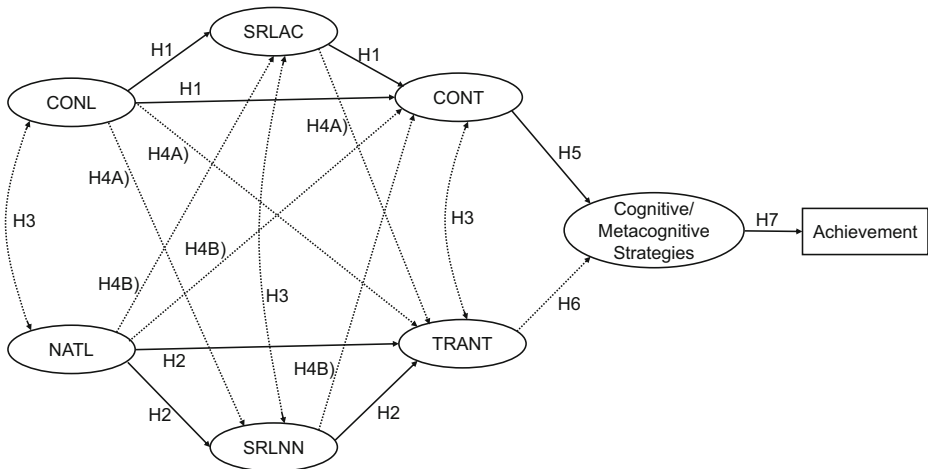 SRLAC
H1
H1
CONL
H1
CONT
H4A)
H4A)
H4A)
H5
H3
H3
Cognitive/
Metacognitive
Strategies
H7
Achievement
H4B)
H4B)
H3
H6
NATL
H2
TRANT
H4B)
H2
H2
SRLNN